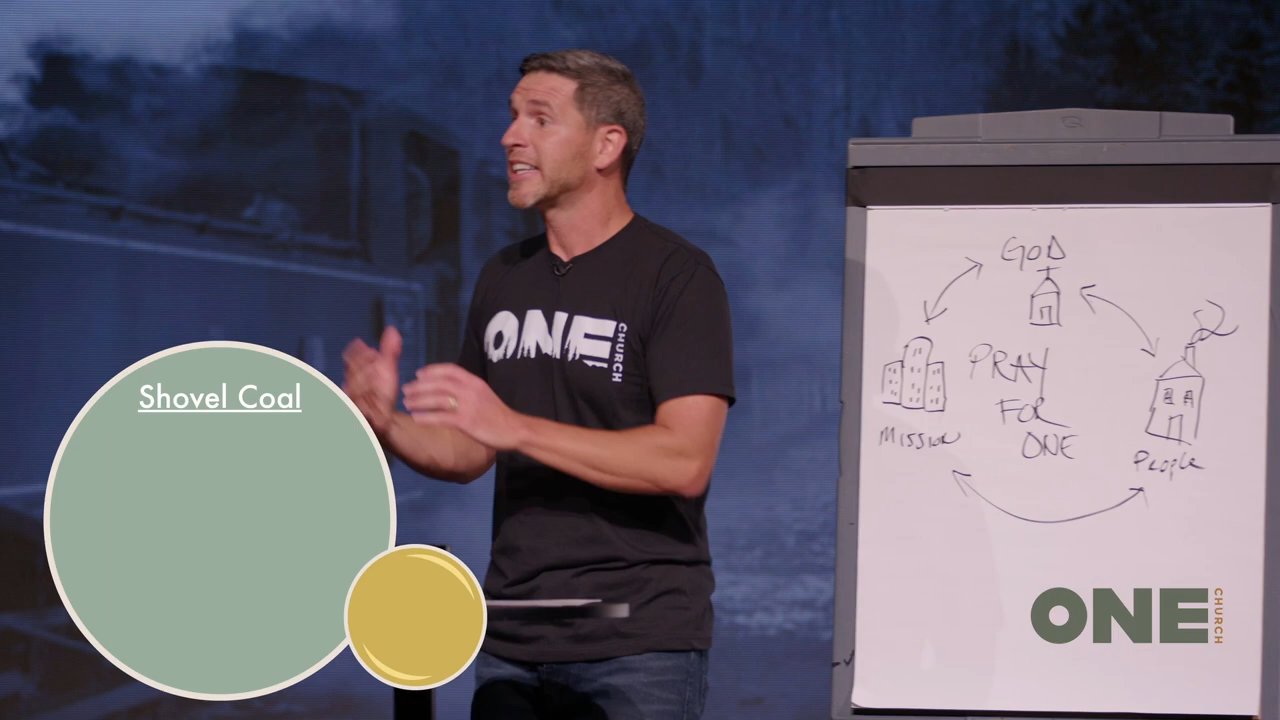 Shovel Coal
ONE
CHURCH
GOD
PRAY
FOR
ONE
MISSION
People
ONE
CHURCH